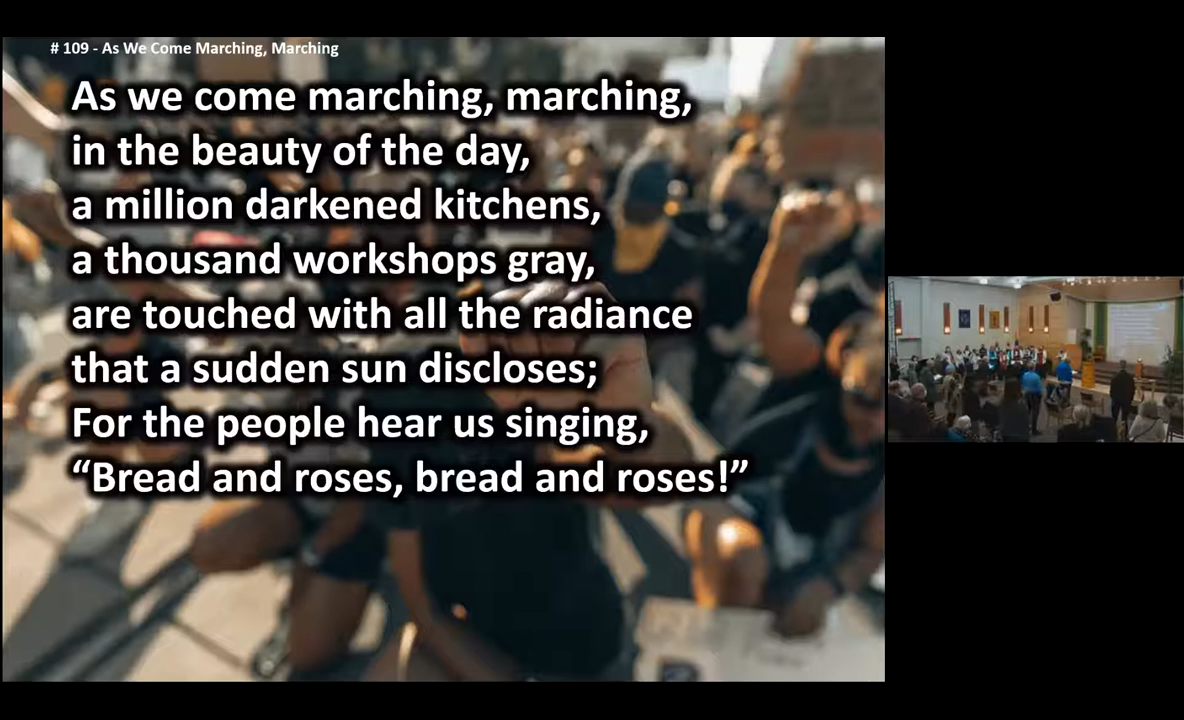 # 109 - As We Come Marching, Marching
As we come marching, marching,
in the beauty of the day,
a million darkened kitchens,
a thousand workshops gray,
are touched with all the radiance
that a sudden sun discloses;
For the people hear us singing,
“Bread and roses, bread and roses!”